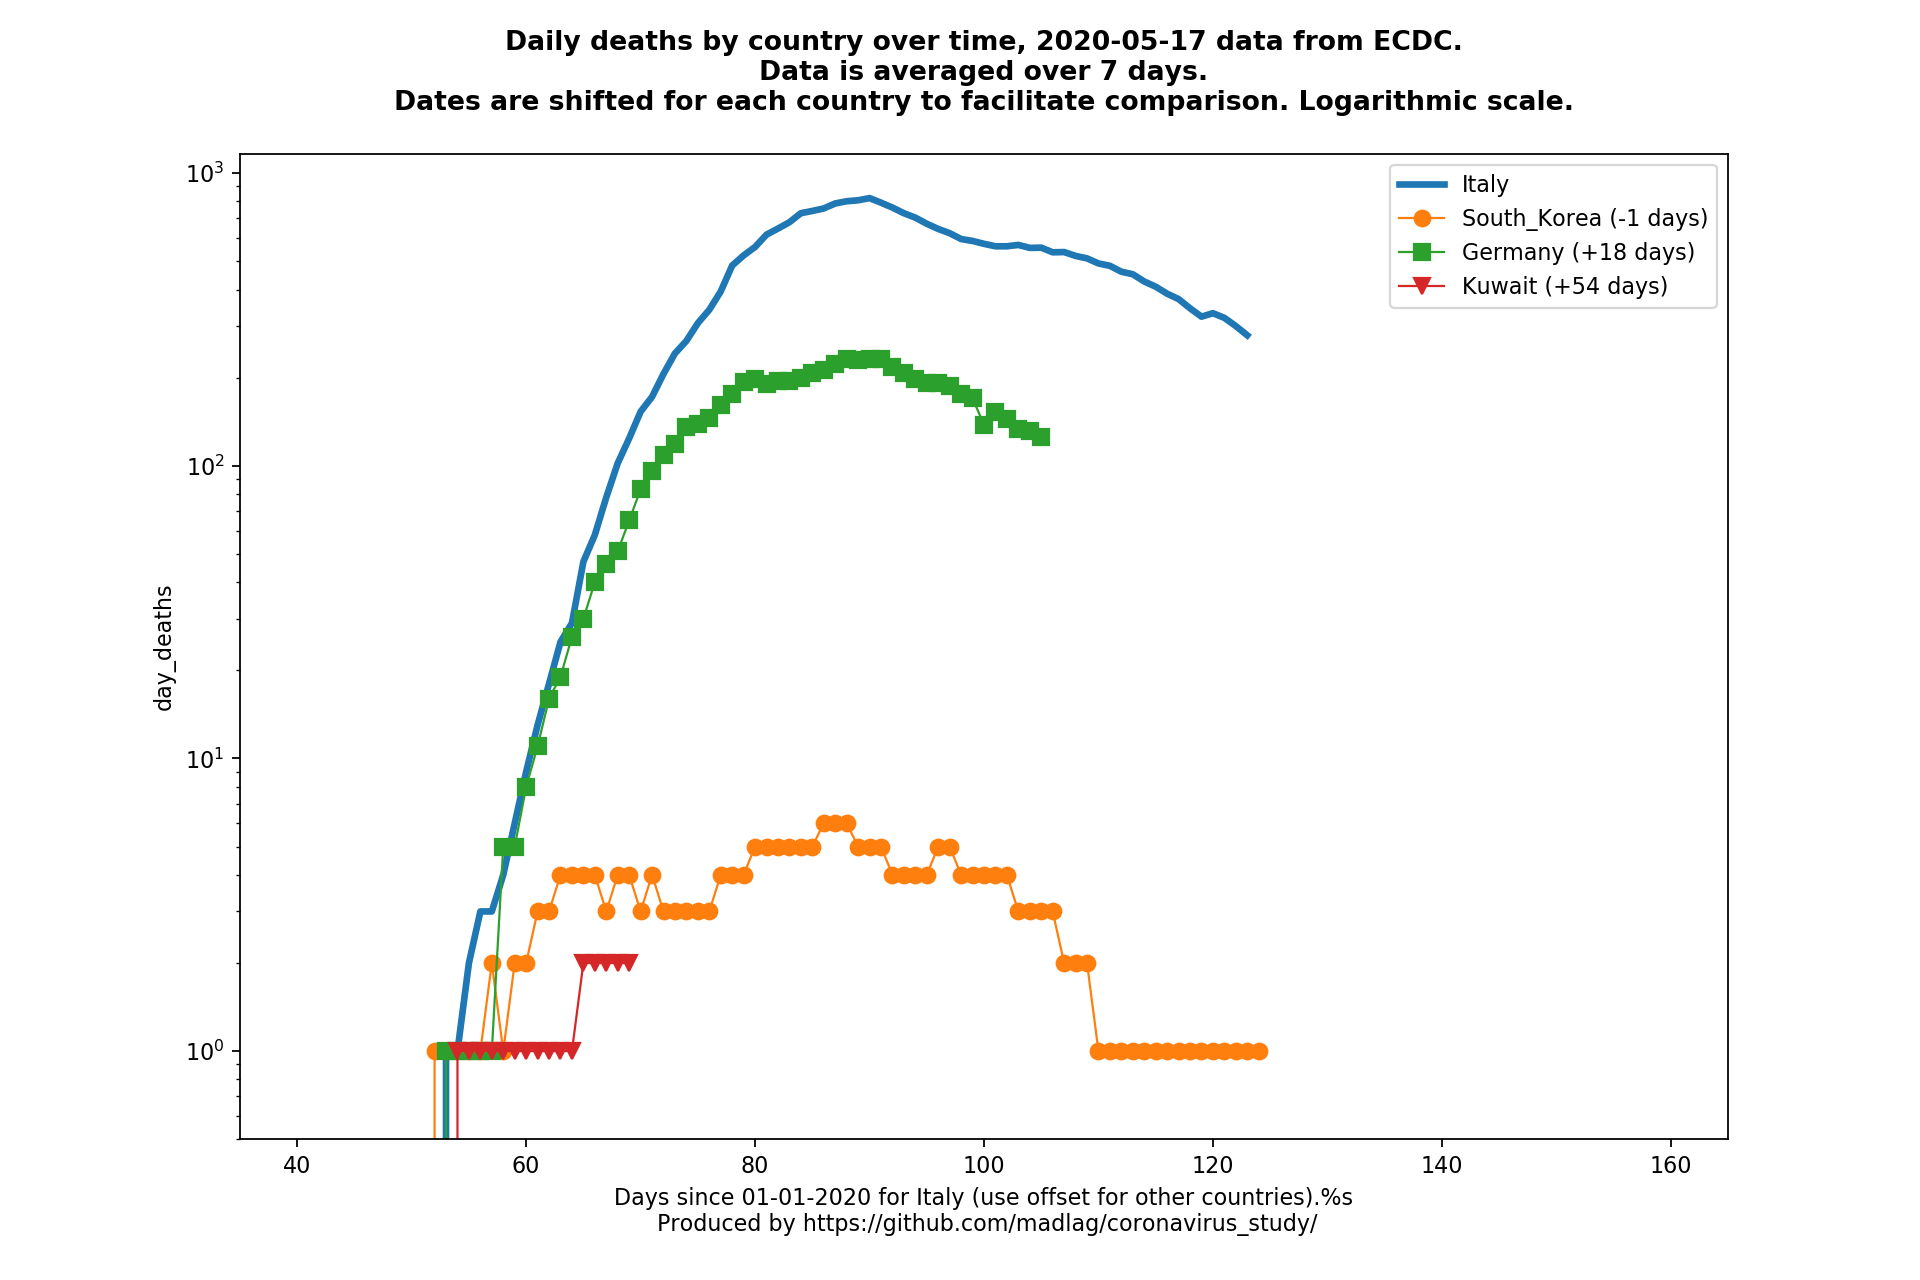 Daily deaths by country over time, 2020-05-17 data from ECDC.
Data is averaged over 7 days.
Dates are shifted for each country to facilitate comparison. Logarithmic scale.
10³
10²
10¹
10⁰
day_deaths
Italy
South_Korea (-1 days)
Germany (+18 days)
Kuwait (+54 days)
40 60 80 100 120 140 160
Days since 01-01-2020 for Italy (use offset for other countries).%s
Produced by https://github.com/madlag/coronavirus_study/